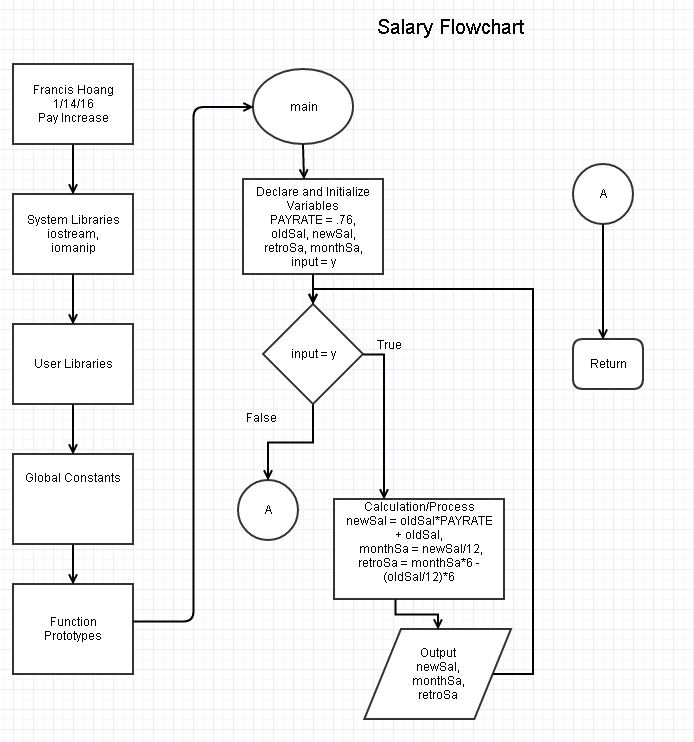 Salary Flowchart
Francis Hoang
1/14/16
Pay Increase
System Libraries
iostream,
iomanip
User Libraries
Global Constants
Function
Prototypes
main
Declare and Initialize
Variables
PAYRATE = .76,
oldSal, newSal,
retroSa, monthSa,
input = y
input = y
True
False
A
Calculation/Process
newSal = oldSal*PAYRATE
+ oldSal,
monthSa = newSal/12,
retroSa = monthSa*6 -
(oldSal/12)*6
Output
newSal,
monthSa,
retroSa
A
Return